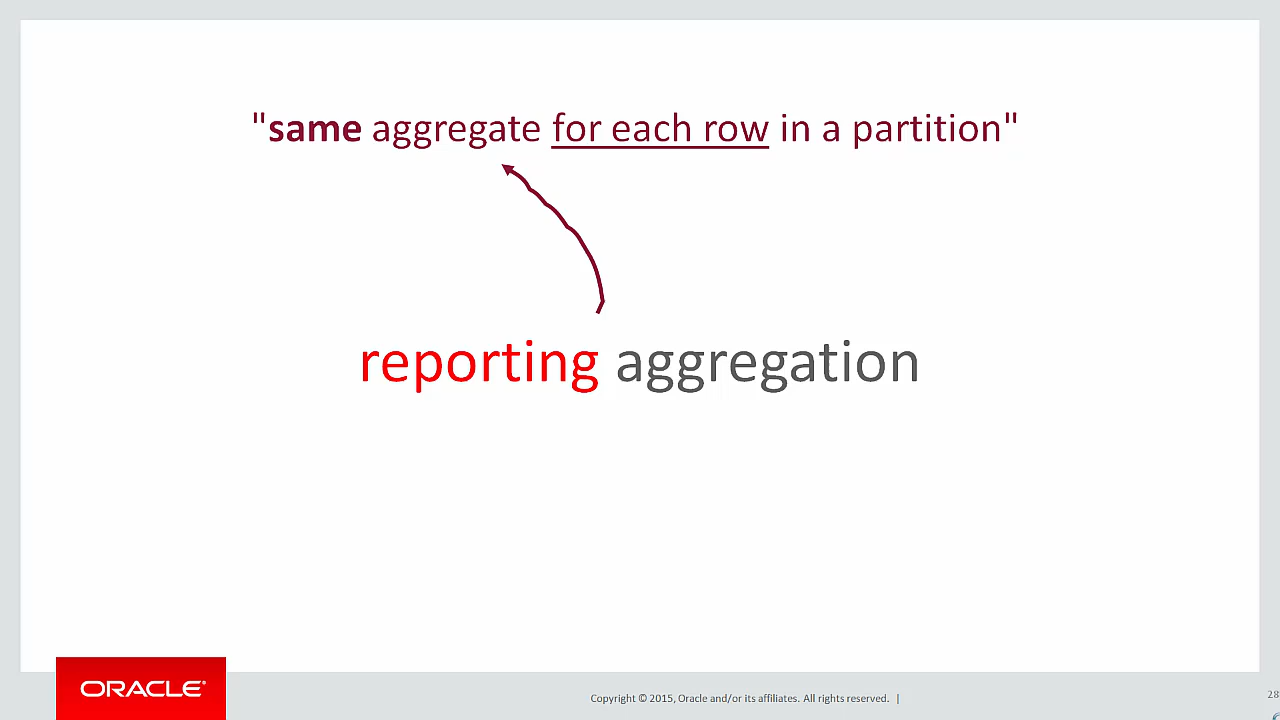 "same aggregate for each row in a partition"
reporting aggregation
ORACLE®
Copyright © 2015, Oracle and/or its affiliates. All rights reserved. |
28